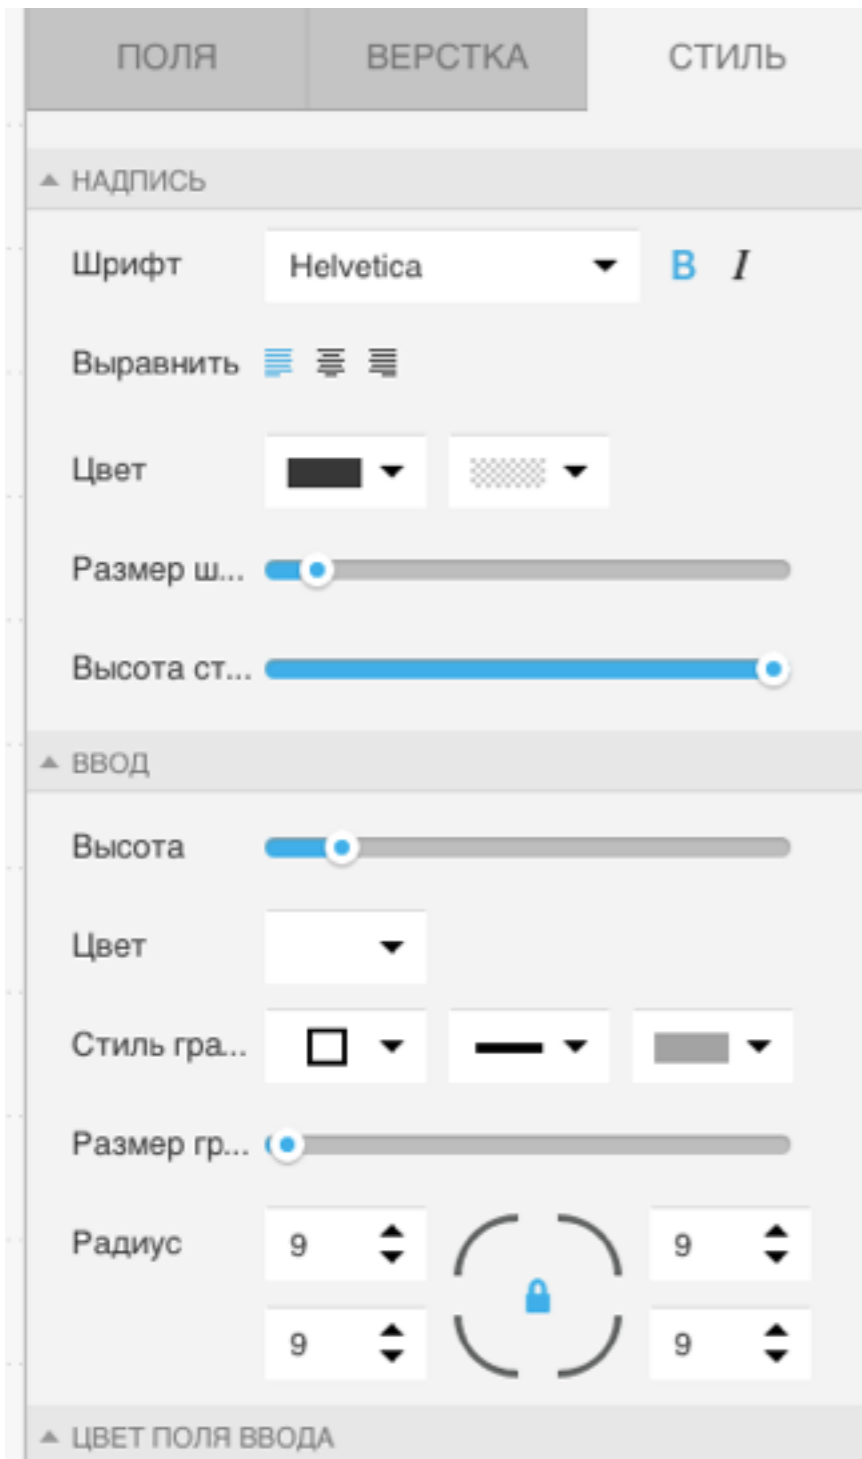 ПОЛЯ ВЕРСТКА СТИЛЬ
НАДПИСЬ
Шрифт Helvetica B I
Выравнить
Цвет
Размер ш...
Высота ст...
ВВОД
Высота
Цвет
Стиль гра...
Размер гр...
Радиус 9 9
9 9
ЦВЕТ ПОЛЯ ВВОДА